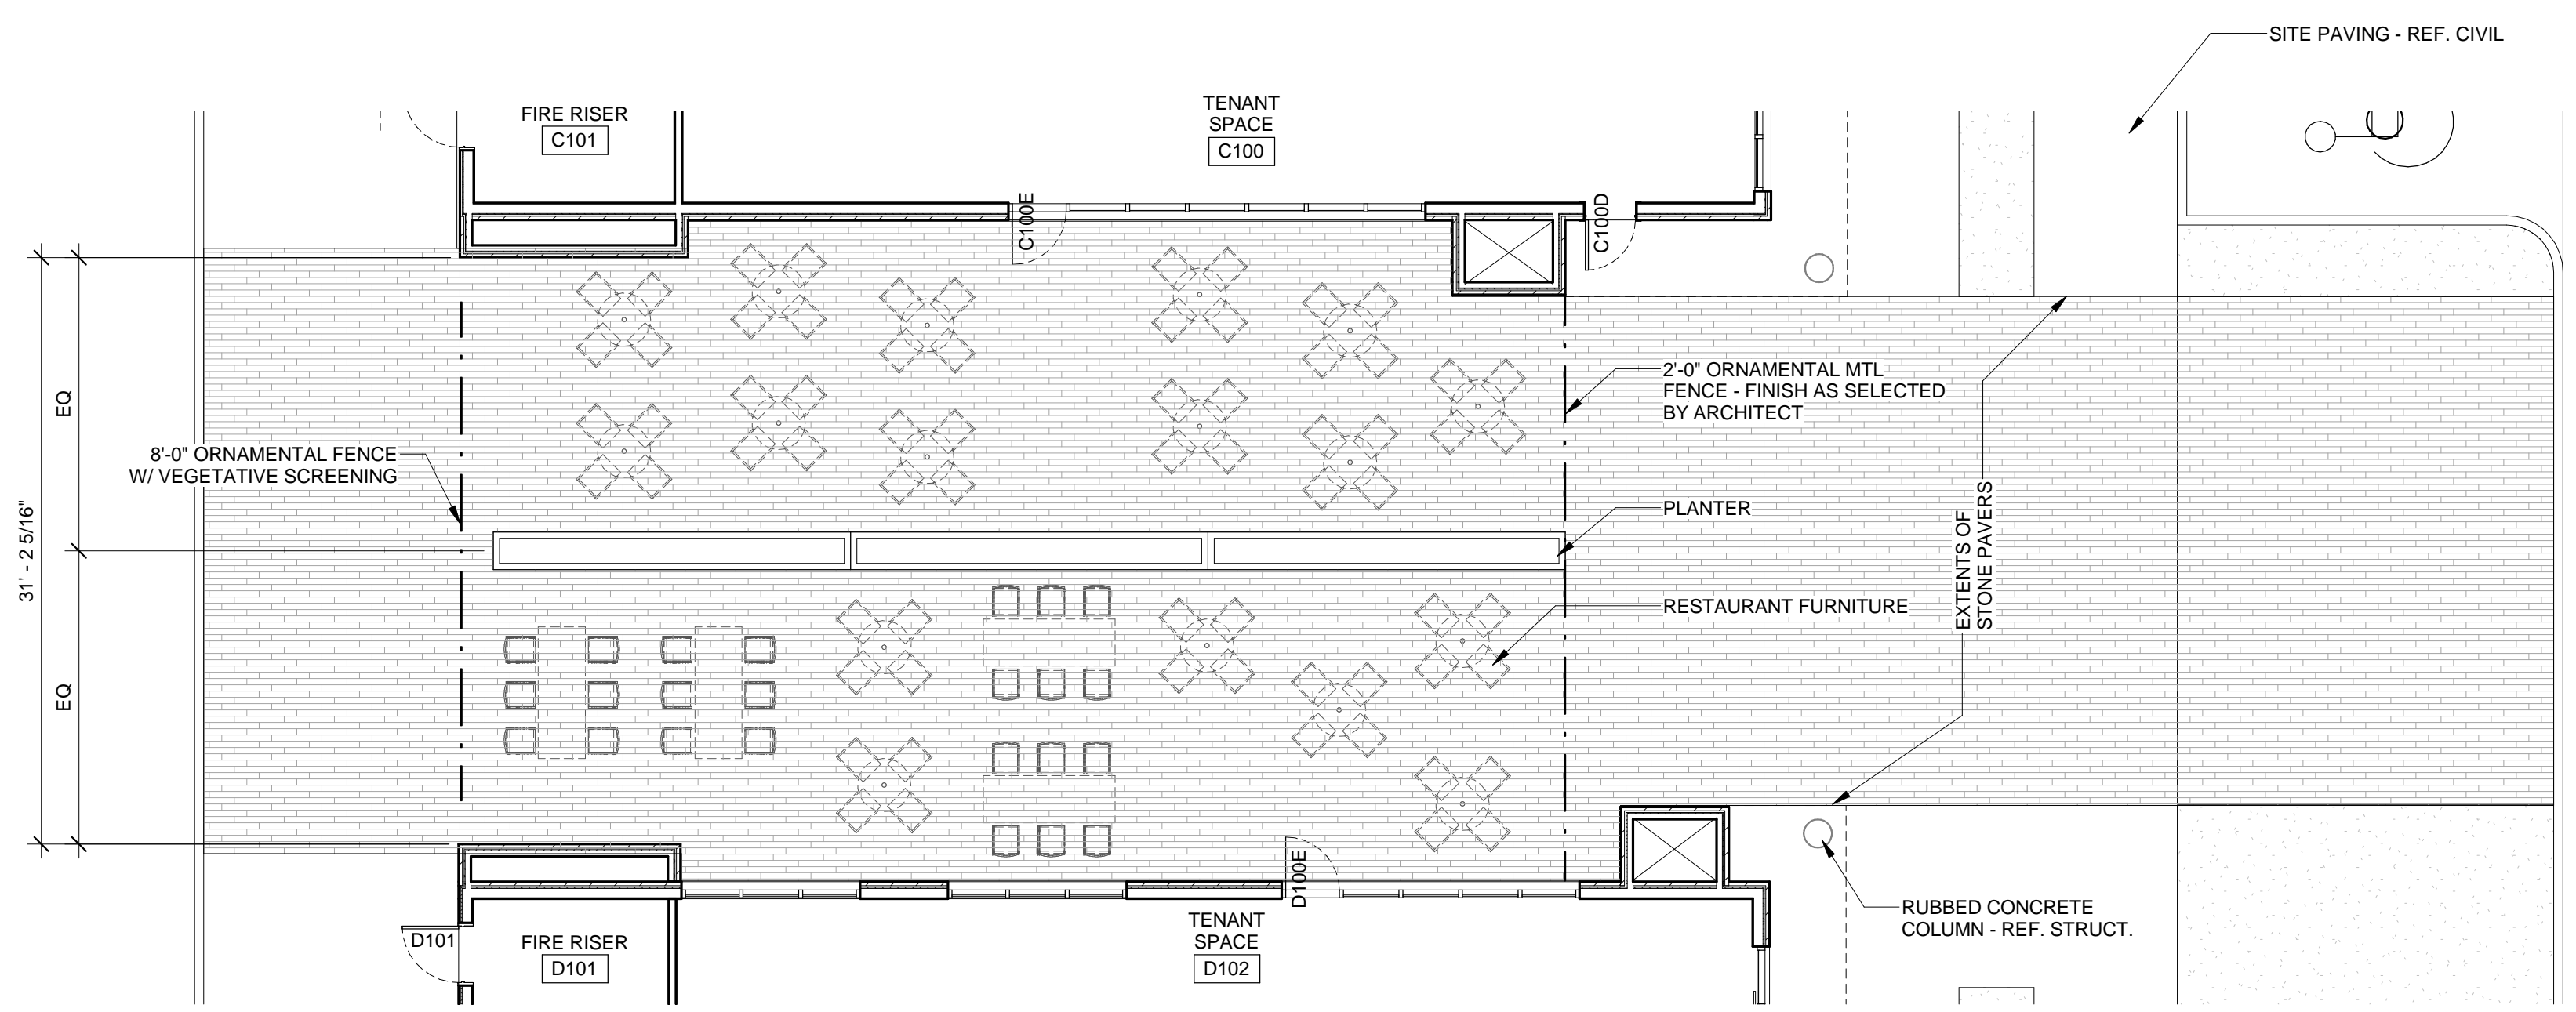 SITE PAVING - REF. CIVIL
FIRE RISER
C101
TENANT
SPACE
C100
C100E
C100D
EQ
8'-0" ORNAMENTAL FENCE
W/ VEGETATIVE SCREENING
31' - 2 5/16"
EQ
2'-0" ORNAMENTAL MTL
FENCE - FINISH AS SELECTED
BY ARCHITECT
PLANTER
RESTAURANT FURNITURE
EXTENTS OF
STONE PAVERS
D100E
D101
FIRE RISER
D101
TENANT
SPACE
D102
RUBBED CONCRETE
COLUMN - REF. STRUCT.